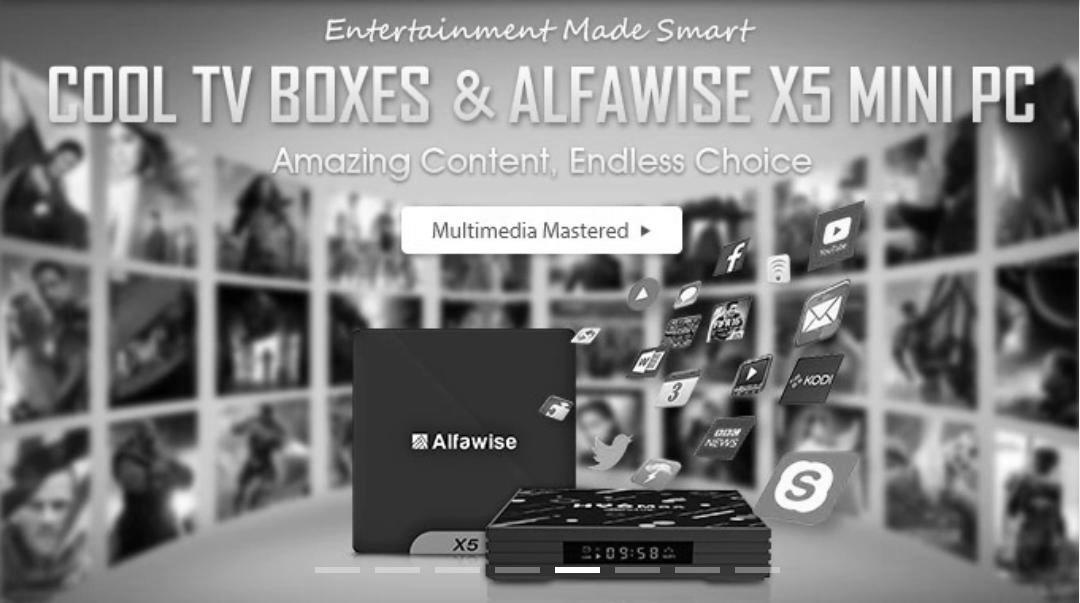 Entertainment Made Smart
COOL TV BOXES & ALFAWISE X5 MINI PC
Amazing Content, Endless Choice
Multimedia Mastered
YouTube
f
W
3
KODI
BBC
NEWS
S
Alfawise
X5
09:58